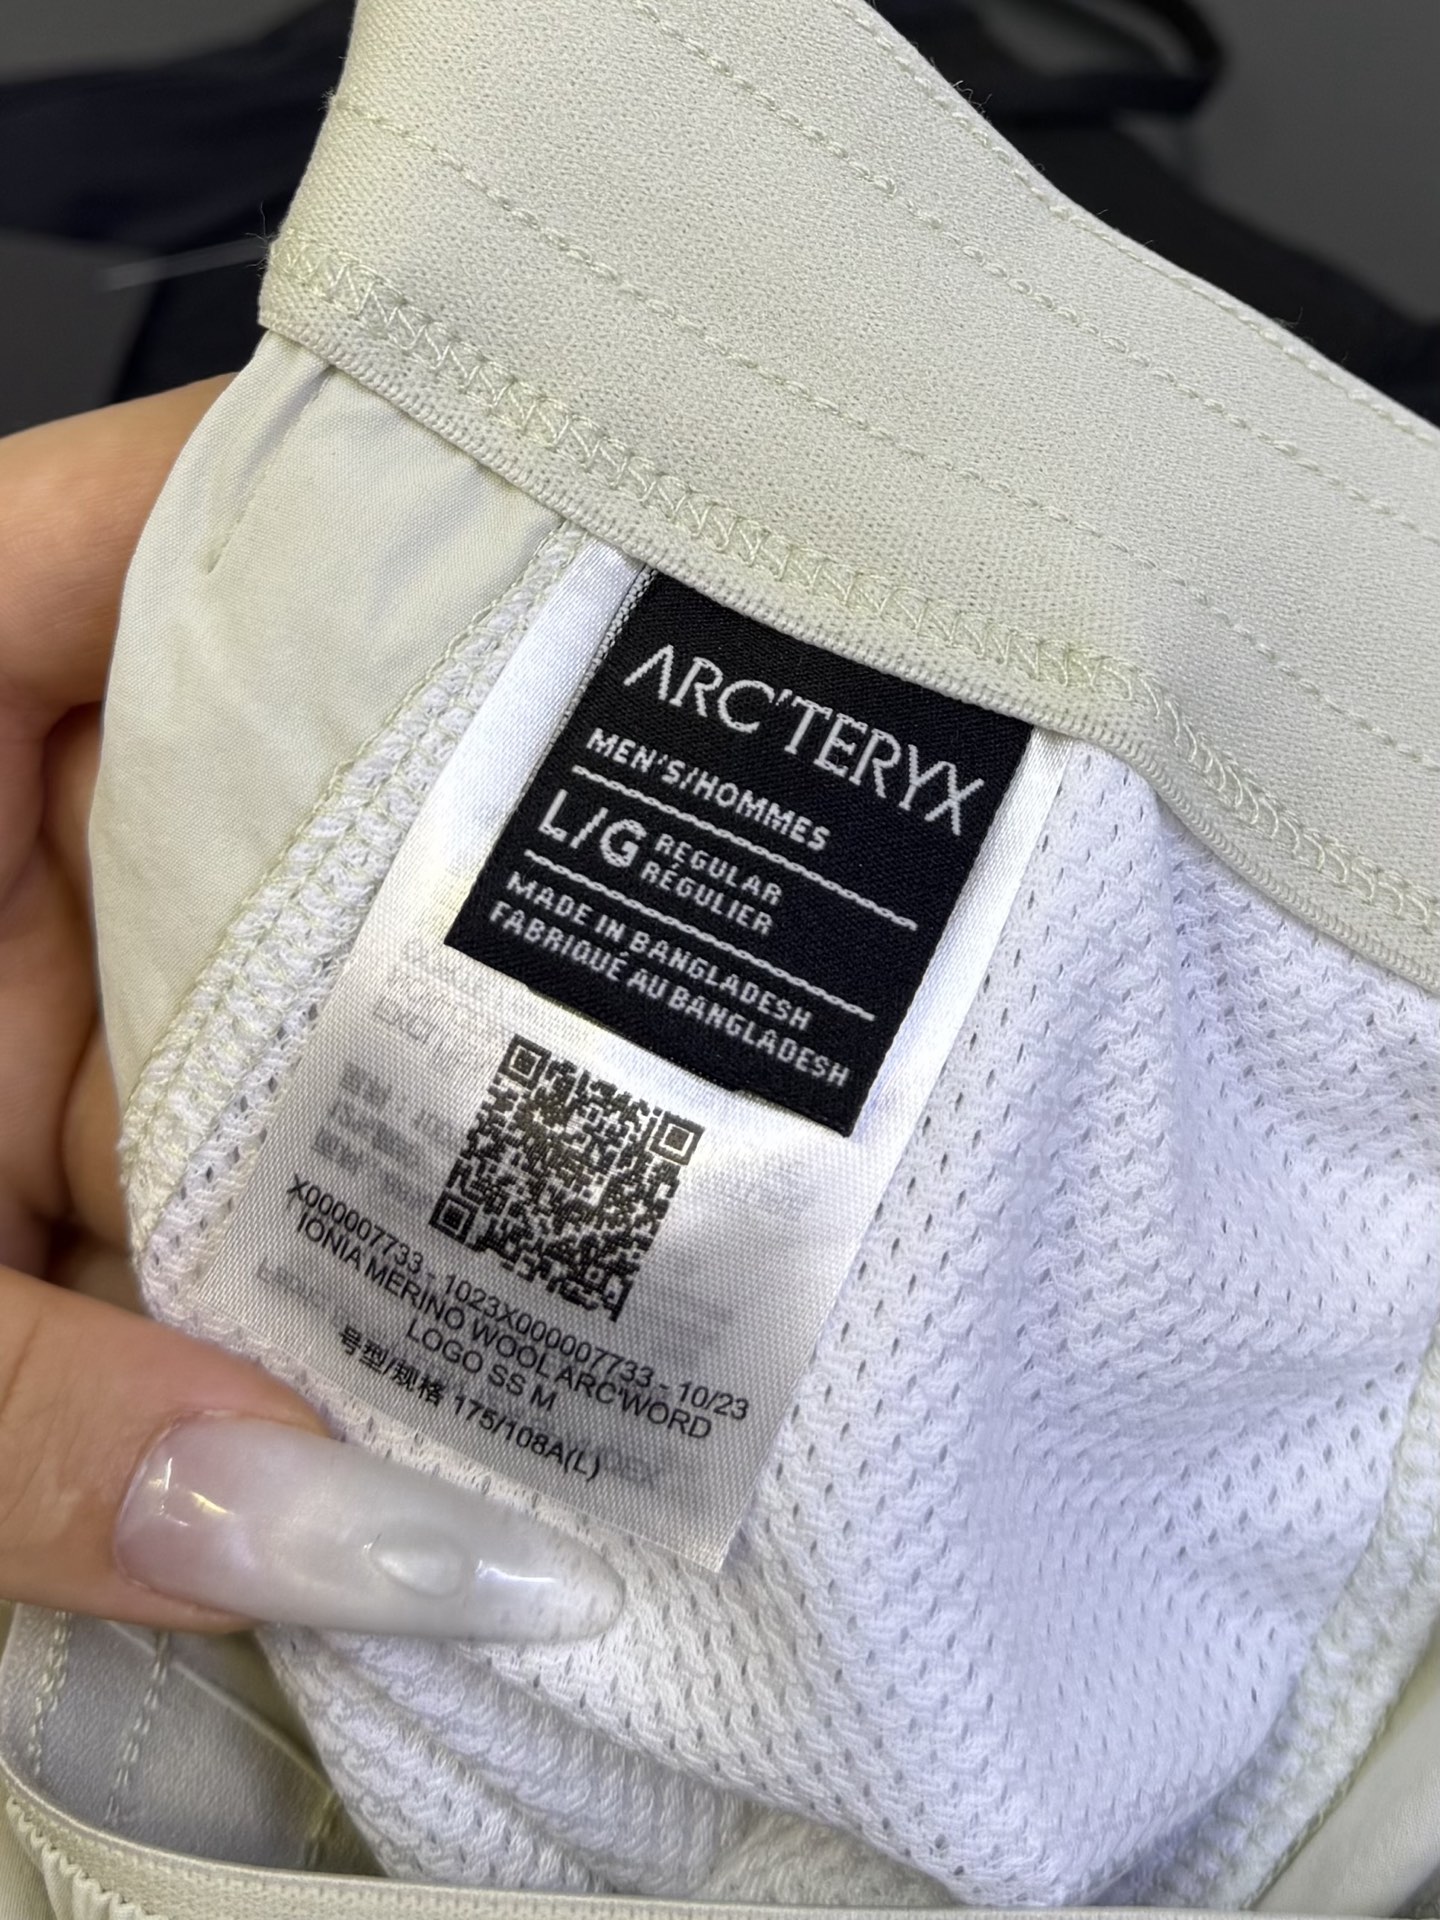 ARC'TERYX
MEN'S/HOMMES
L/G REGULAR
RÉGULIER
MADE IN BANGLADESH
FABRIQUÉ AU BANGLADESH
X000007733 - 1023X000007733 - 10/23
IONIA MERINO WOOL ARC'WORD
LOGO SS M
号型/规格 175/108A(L)